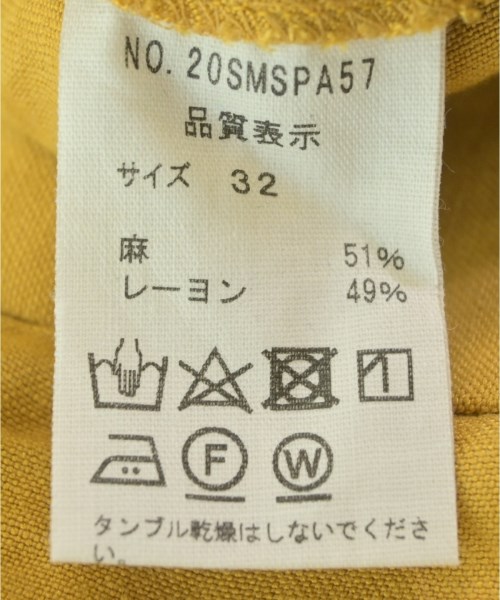 NO. 20SMSPA57
品質表示
サイズ 32
麻 51%
レーヨン 49%
F W
タンブル乾燥はしないでくださ
い。